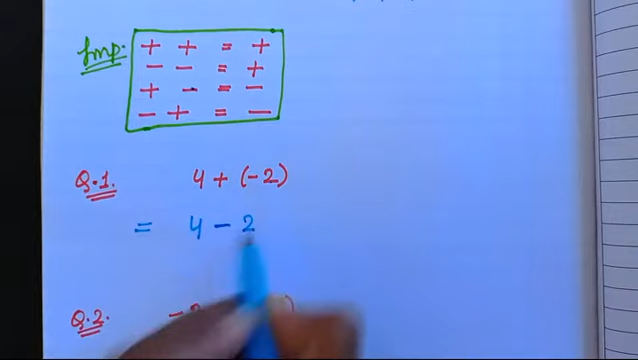 Imp.
+ + = +
- - = +
+ - = -
- + = -
Q.1. 4 + (-2)
= 4 - 2
Q.2.